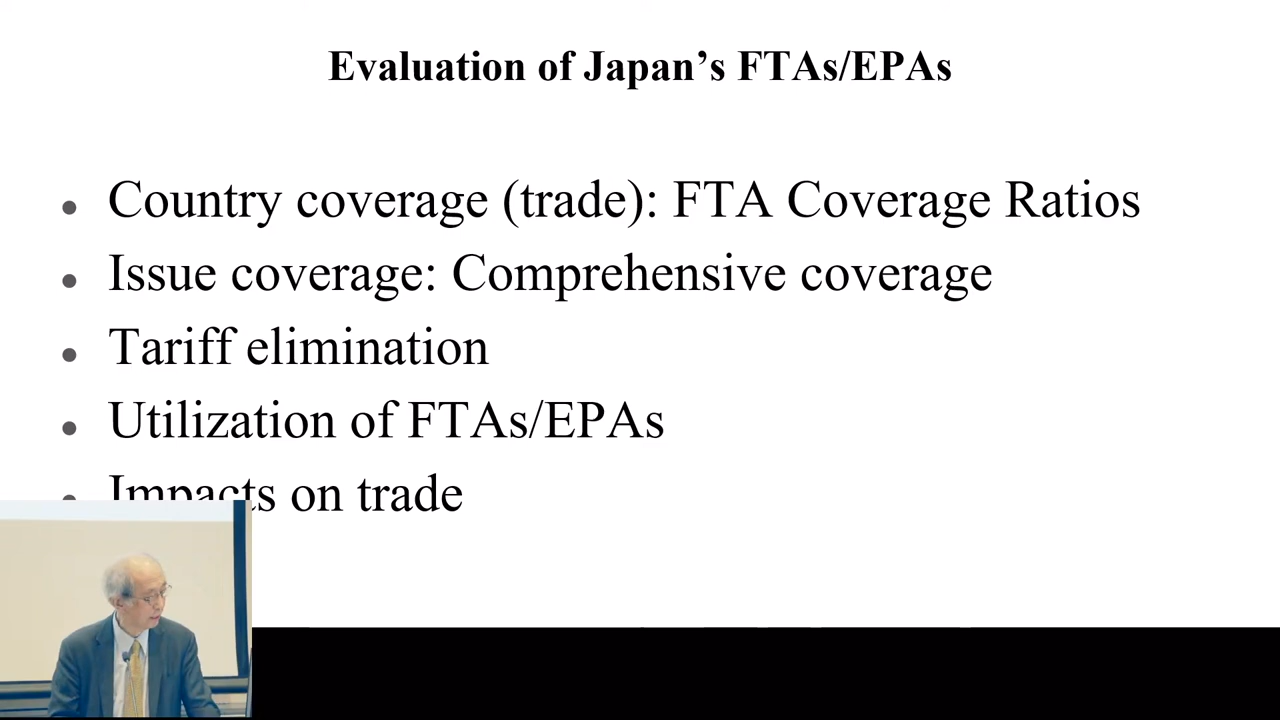 Evaluation of Japan’s FTAs/EPAs
Country coverage (trade): FTA Coverage Ratios
Issue coverage: Comprehensive coverage
Tariff elimination
Utilization of FTAs/EPAs
Impacts on trade